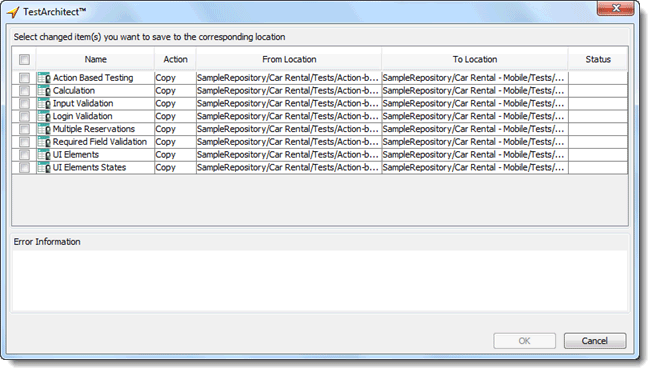 TestArchitect™
Select changed item(s) you want to save to the corresponding location
Name Action From Location To Location Status
Action Based Testing Copy SampleRepository/Car Rental/Tests/Action-b... SampleRepository/Car Rental - Mobile/Tests/...
Calculation Copy SampleRepository/Car Rental/Tests/Action-b... SampleRepository/Car Rental - Mobile/Tests/...
Input Validation Copy SampleRepository/Car Rental/Tests/Action-b... SampleRepository/Car Rental - Mobile/Tests/...
Login Validation Copy SampleRepository/Car Rental/Tests/Action-b... SampleRepository/Car Rental - Mobile/Tests/...
Multiple Reservations Copy SampleRepository/Car Rental/Tests/Action-b... SampleRepository/Car Rental - Mobile/Tests/...
Required Field Validation Copy SampleRepository/Car Rental/Tests/Action-b... SampleRepository/Car Rental - Mobile/Tests/...
UI Elements Copy SampleRepository/Car Rental/Tests/Action-b... SampleRepository/Car Rental - Mobile/Tests/...
UI Elements States Copy SampleRepository/Car Rental/Tests/Action-b... SampleRepository/Car Rental - Mobile/Tests/...
Error Information
OK Cancel